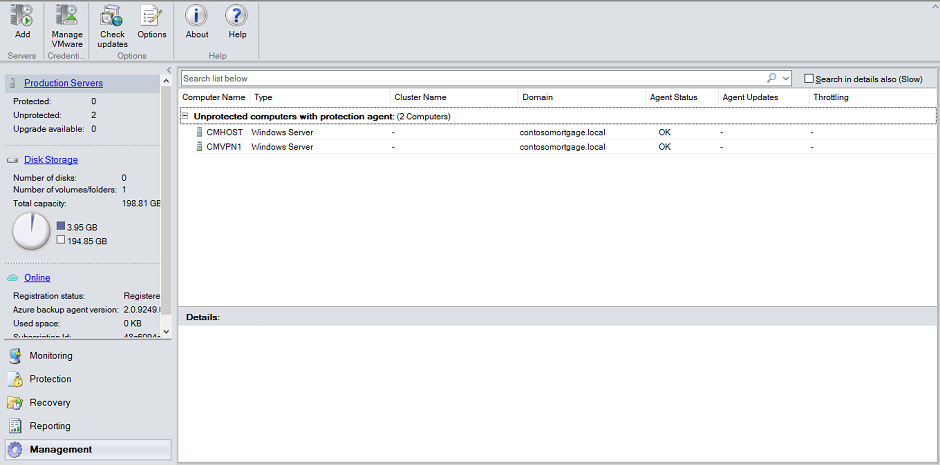 Add
Manage VMware
Check updates
Options
About
Help
Servers
Credenti...
Options
Help
Production Servers
Protected: 0
Unprotected: 2
Upgrade available: 0
Disk Storage
Number of disks: 0
Number of volumes/folders: 1
Total capacity: 198.81 GB
3.95 GB
194.85 GB
Online
Registration status: Registere
Azure backup agent version: 2.0.9249.0
Used space: 0 KB
Subscription Id:
Monitoring
Protection
Recovery
Reporting
Management
Search list below
Search in details also (Slow)
Computer Name Type Cluster Name Domain Agent Status Agent Updates Throttling
Unprotected computers with protection agent: (2 Computers)
CMHOST Windows Server - contosomortgage.local OK - -
CMVPN1 Windows Server - contosomortgage.local OK - -
Details: